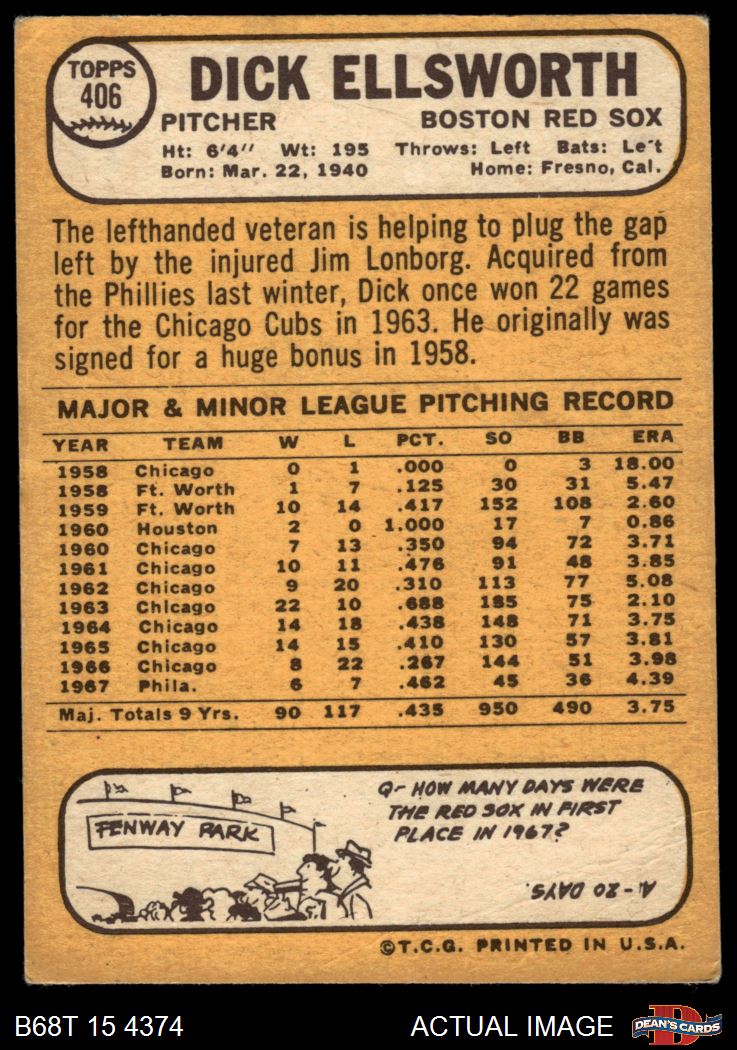 TOPPS
406
DICK ELLSWORTH
PITCHER BOSTON RED SOX
Ht: 6'4" Wt: 195 Throws: Left Bats: Left
Born: Mar. 22, 1940 Home: Fresno, Cal.
The lefthanded veteran is helping to plug the gap
left by the injured Jim Lonborg. Acquired from
the Phillies last winter, Dick once won 22 games
for the Chicago Cubs in 1963. He originally was
signed for a huge bonus in 1958.
MAJOR & MINOR LEAGUE PITCHING RECORD
YEAR TEAM W L PCT. SO BB ERA
1958 Chicago 0 1 .000 0 3 18.00
1958 Ft. Worth 1 7 .125 30 31 5.47
1959 Ft. Worth 10 14 .417 152 108 2.60
1960 Houston 2 0 1.000 17 7 0.86
1960 Chicago 7 13 .350 94 72 3.71
1961 Chicago 10 11 .476 91 48 3.85
1962 Chicago 9 20 .310 113 77 5.08
1963 Chicago 22 10 .688 185 75 2.10
1964 Chicago 14 18 .438 148 71 3.75
1965 Chicago 14 15 .410 130 57 3.81
1966 Chicago 8 22 .267 144 51 3.98
1967 Phila. 6 7 .462 45 36 4.39
Maj. Totals 9 Yrs. 90 117 .435 950 490 3.75
FENWAY PARK
Q- HOW MANY DAYS WERE
THE RED SOX IN FIRST
PLACE IN 1967?
A- 20 DAYS.
©T.C.G. PRINTED IN U.S.A.
B68T 15 4374 ACTUAL IMAGE DEAN'S CARDS